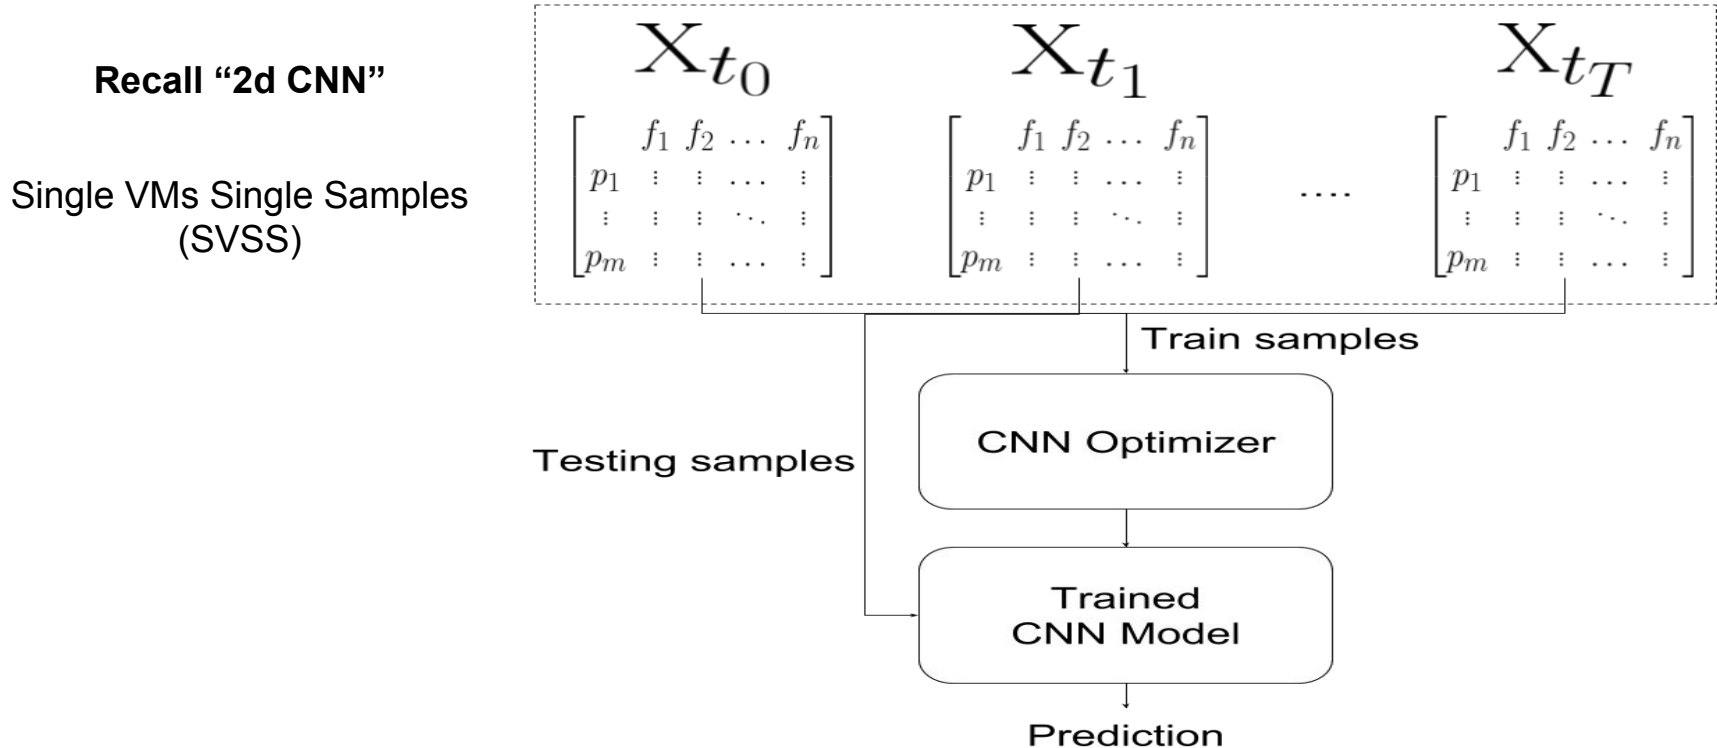 Recall “2d CNN”
Single VMs Single Samples
(SVSS)
X_{t_0} X_{t_1} X_{t_T}
f_1 f_2 … f_n f_1 f_2 … f_n f_1 f_2 … f_n
p_1 ⋮ ⋮ … ⋮ p_1 ⋮ ⋮ … ⋮ .... p_1 ⋮ ⋮ … ⋮
⋮ ⋮ ⋮ ⋱ ⋮ ⋮ ⋮ ⋮ ⋱ ⋮ ⋮ ⋮ ⋮ ⋱ ⋮
p_m ⋮ ⋮ … ⋮ p_m ⋮ ⋮ … ⋮ p_m ⋮ ⋮ … ⋮
Train samples
CNN Optimizer
Testing samples
Trained
CNN Model
Prediction